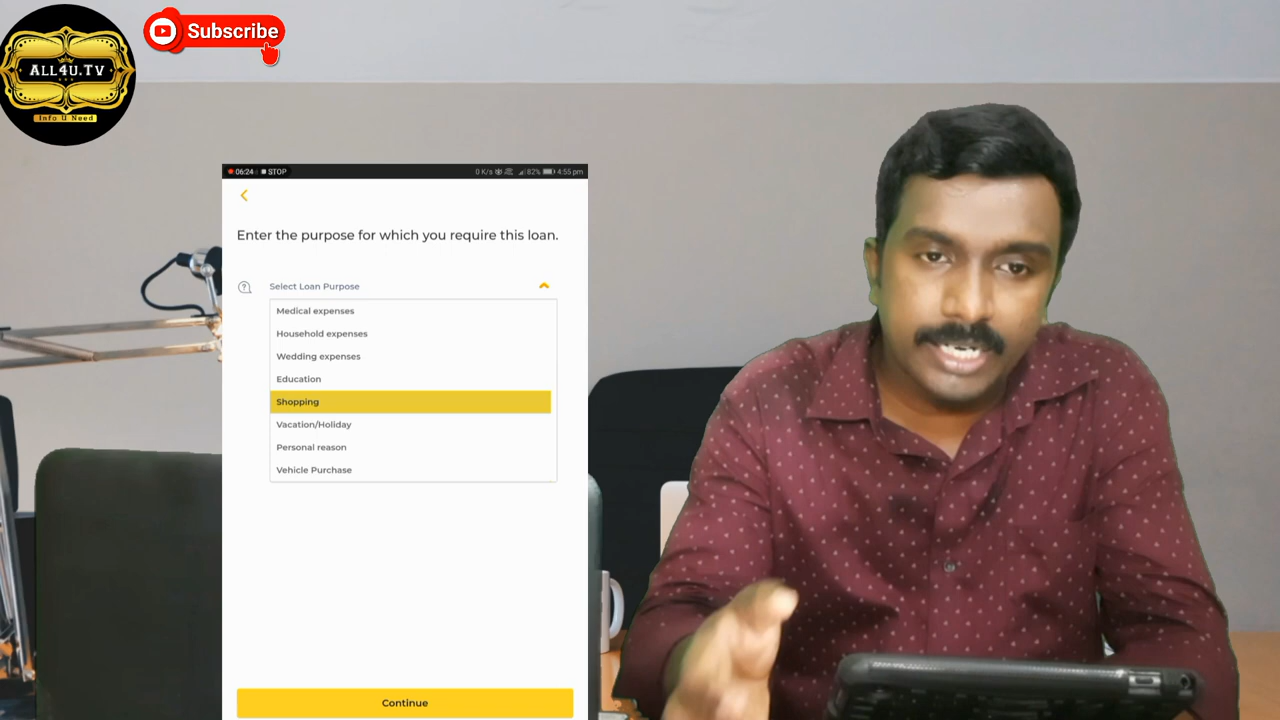 ALL4U.TV
Info U Need
Subscribe
06:24 STOP 0 K/s 82% 4:55 pm
Enter the purpose for which you require this loan.
Select Loan Purpose
Medical expenses
Household expenses
Wedding expenses
Education
Shopping
Vacation/Holiday
Personal reason
Vehicle Purchase
Continue